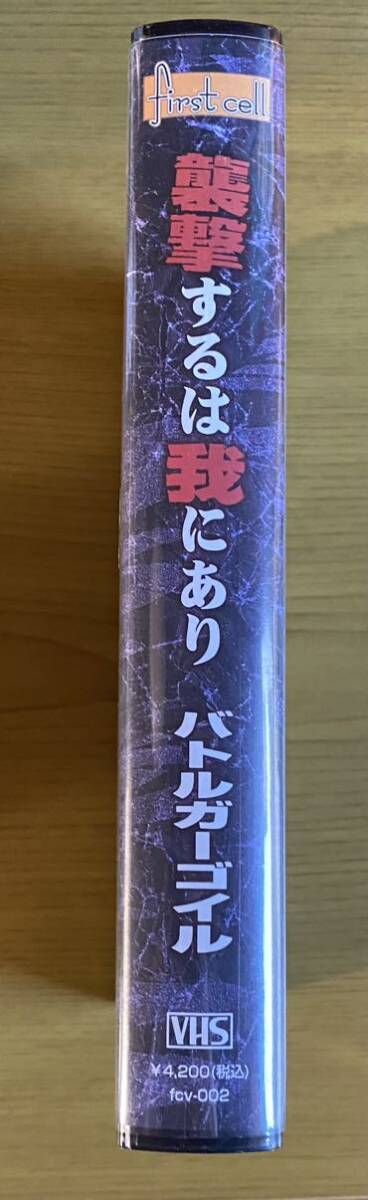 first cell
襲撃するは我にあり
バトルガーゴイル
VHS
￥4,200(税込)
fcv-002